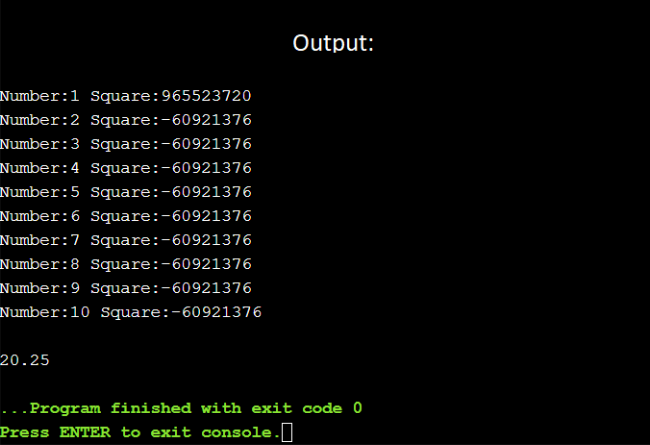 Output:
Number:1 Square:965523720
Number:2 Square:-60921376
Number:3 Square:-60921376
Number:4 Square:-60921376
Number:5 Square:-60921376
Number:6 Square:-60921376
Number:7 Square:-60921376
Number:8 Square:-60921376
Number:9 Square:-60921376
Number:10 Square:-60921376
20.25
...Program finished with exit code 0
Press ENTER to exit console.